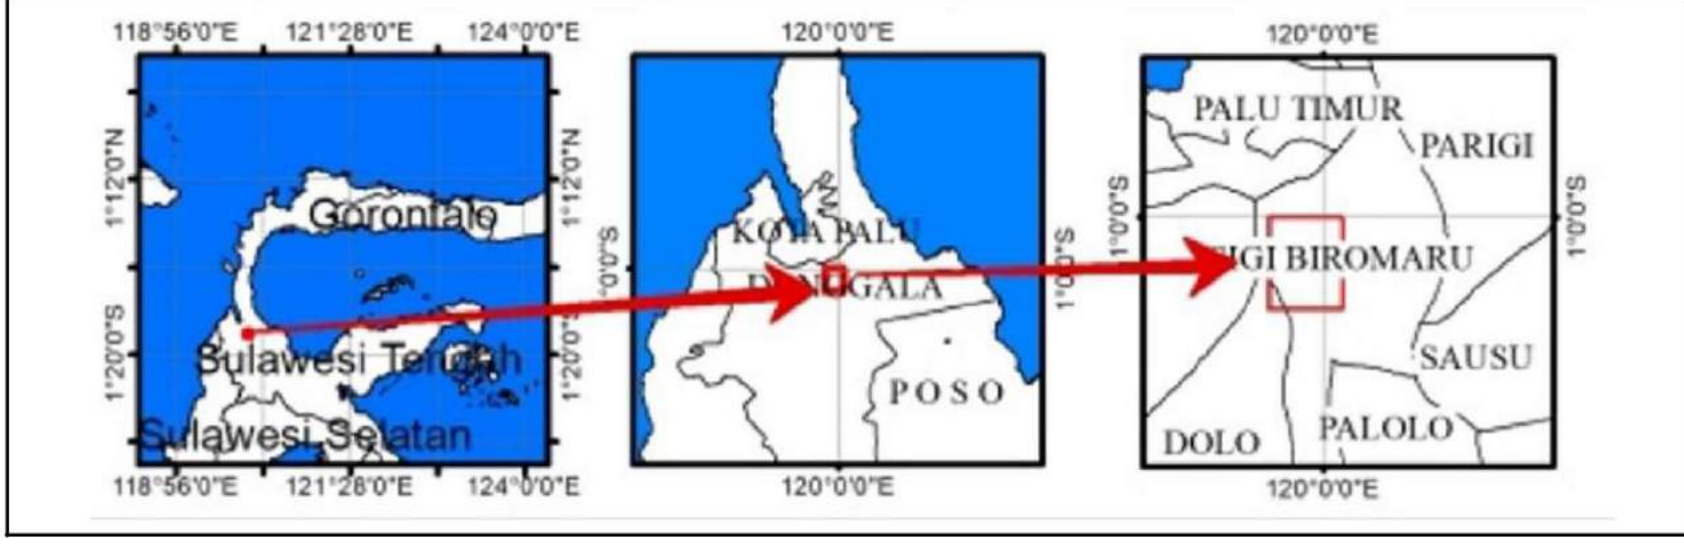 118°56'0"E 121°28'0"E 124°0'0"E
1°12'0"N
1°12'0"N
1°20'0"S
1°20'0"S
Gorontalo
Sulawesi Tengah
Sulawesi Selatan
118°56'0"E 121°28'0"E 124°0'0"E
120°0'0"E
KOTA PALU
POSO
1°0'0"S
120°0'0"E
120°0'0"E
PALU TIMUR
PARIGI
1°0'0"S
1°0'0"S
BIROMARU
SAUSU
PALOLO
DOLO
120°0'0"E